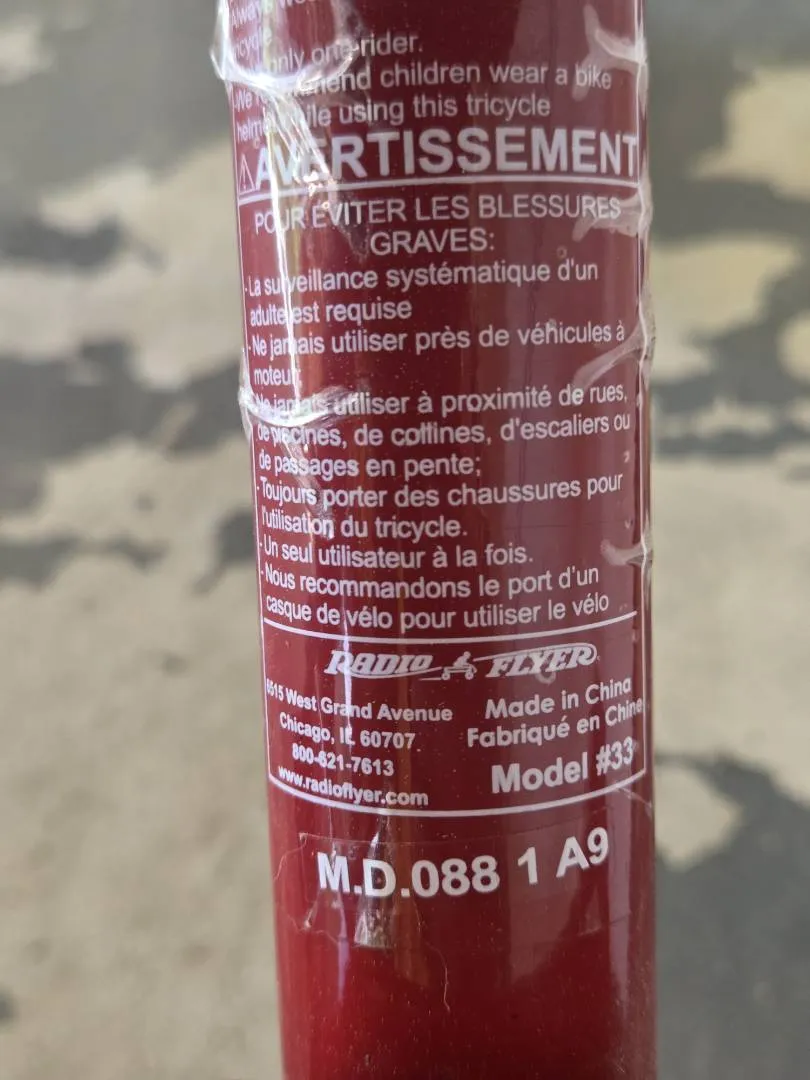 Always
only one rider.
children wear a bike
using this tricycle
AVERTISSEMENT
POUR ÉVITER LES BLESSURES
GRAVES:
- La surveillance systématique d'un
adulte est requise
- Ne jamais utiliser près de véhicules à
moteur
Ne jamais utiliser à proximité de rues,
de piscines, de collines, d'escaliers ou
de passages en pente;
- Toujours porter des chaussures pour
l'utilisation du tricycle.
- Un seul utilisateur à la fois.
- Nous recommandons le port d'un
casque de vélo pour utiliser le vélo
RADIO FLYER
6515 West Grand Avenue
Chicago, IL 60707
800-621-7613
www.radioflyer.com
Made in China
Fabriqué en Chine
Model #33
M.D.088 1 A9